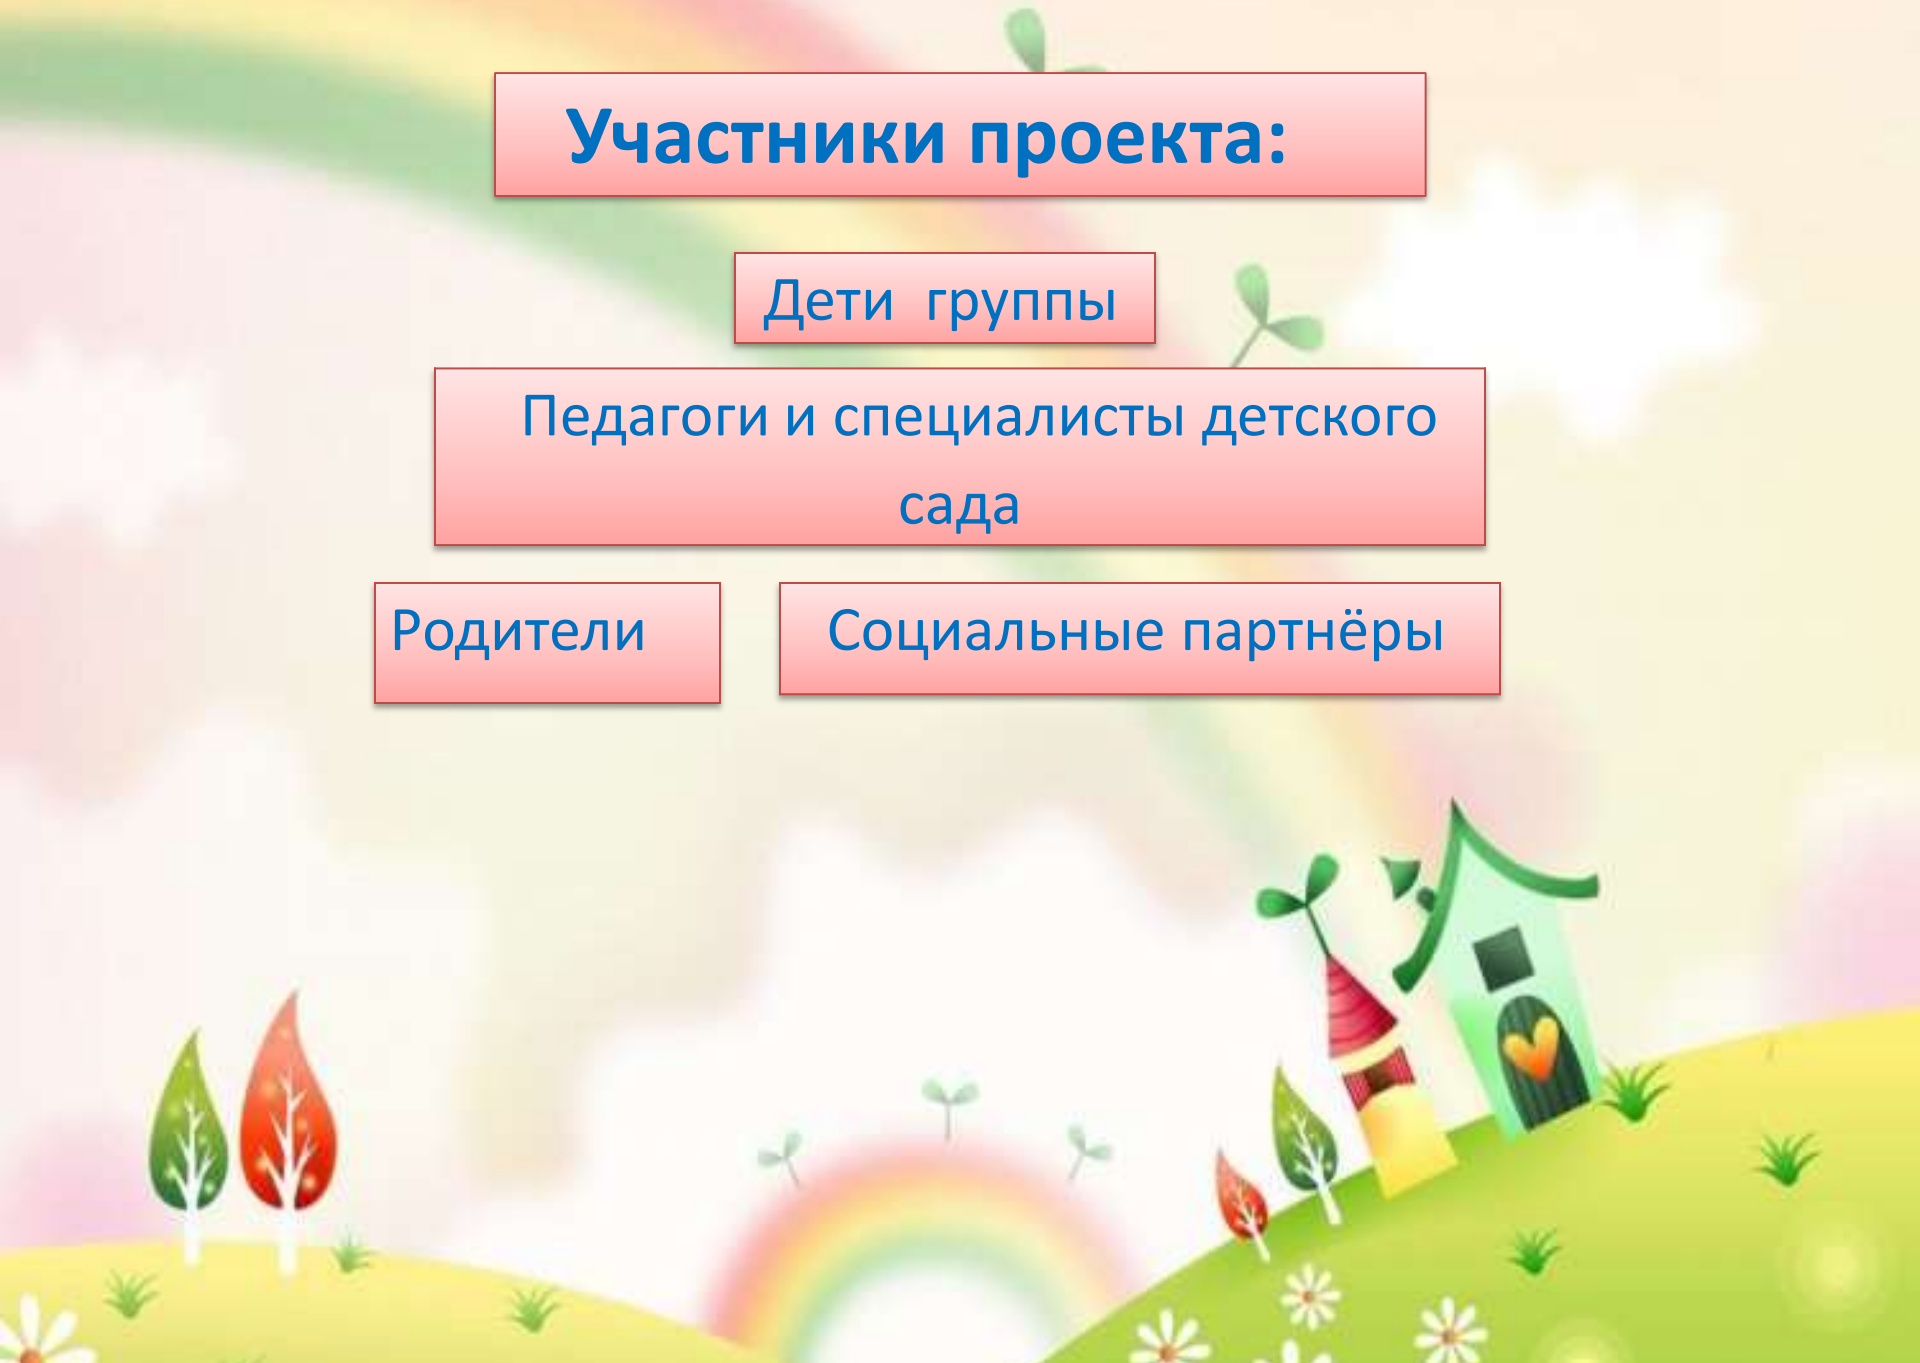 Участники проекта:
Дети группы
Педагоги и специалисты детского
сада
Родители
Социальные партнёры